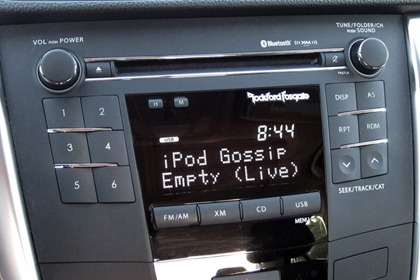 VOL PUSH POWER
Bluetooth
TUNE/FOLDER/CH
PUSH SOUND
Rockford Fosgate
H M
DISP AS
1 4
2 5
3 6
USB
8:44
iPod Gossip
Empty (Live)
RPT RDM
SEEK/TRACK/CAT
FM/AM XM CD USB
MENU